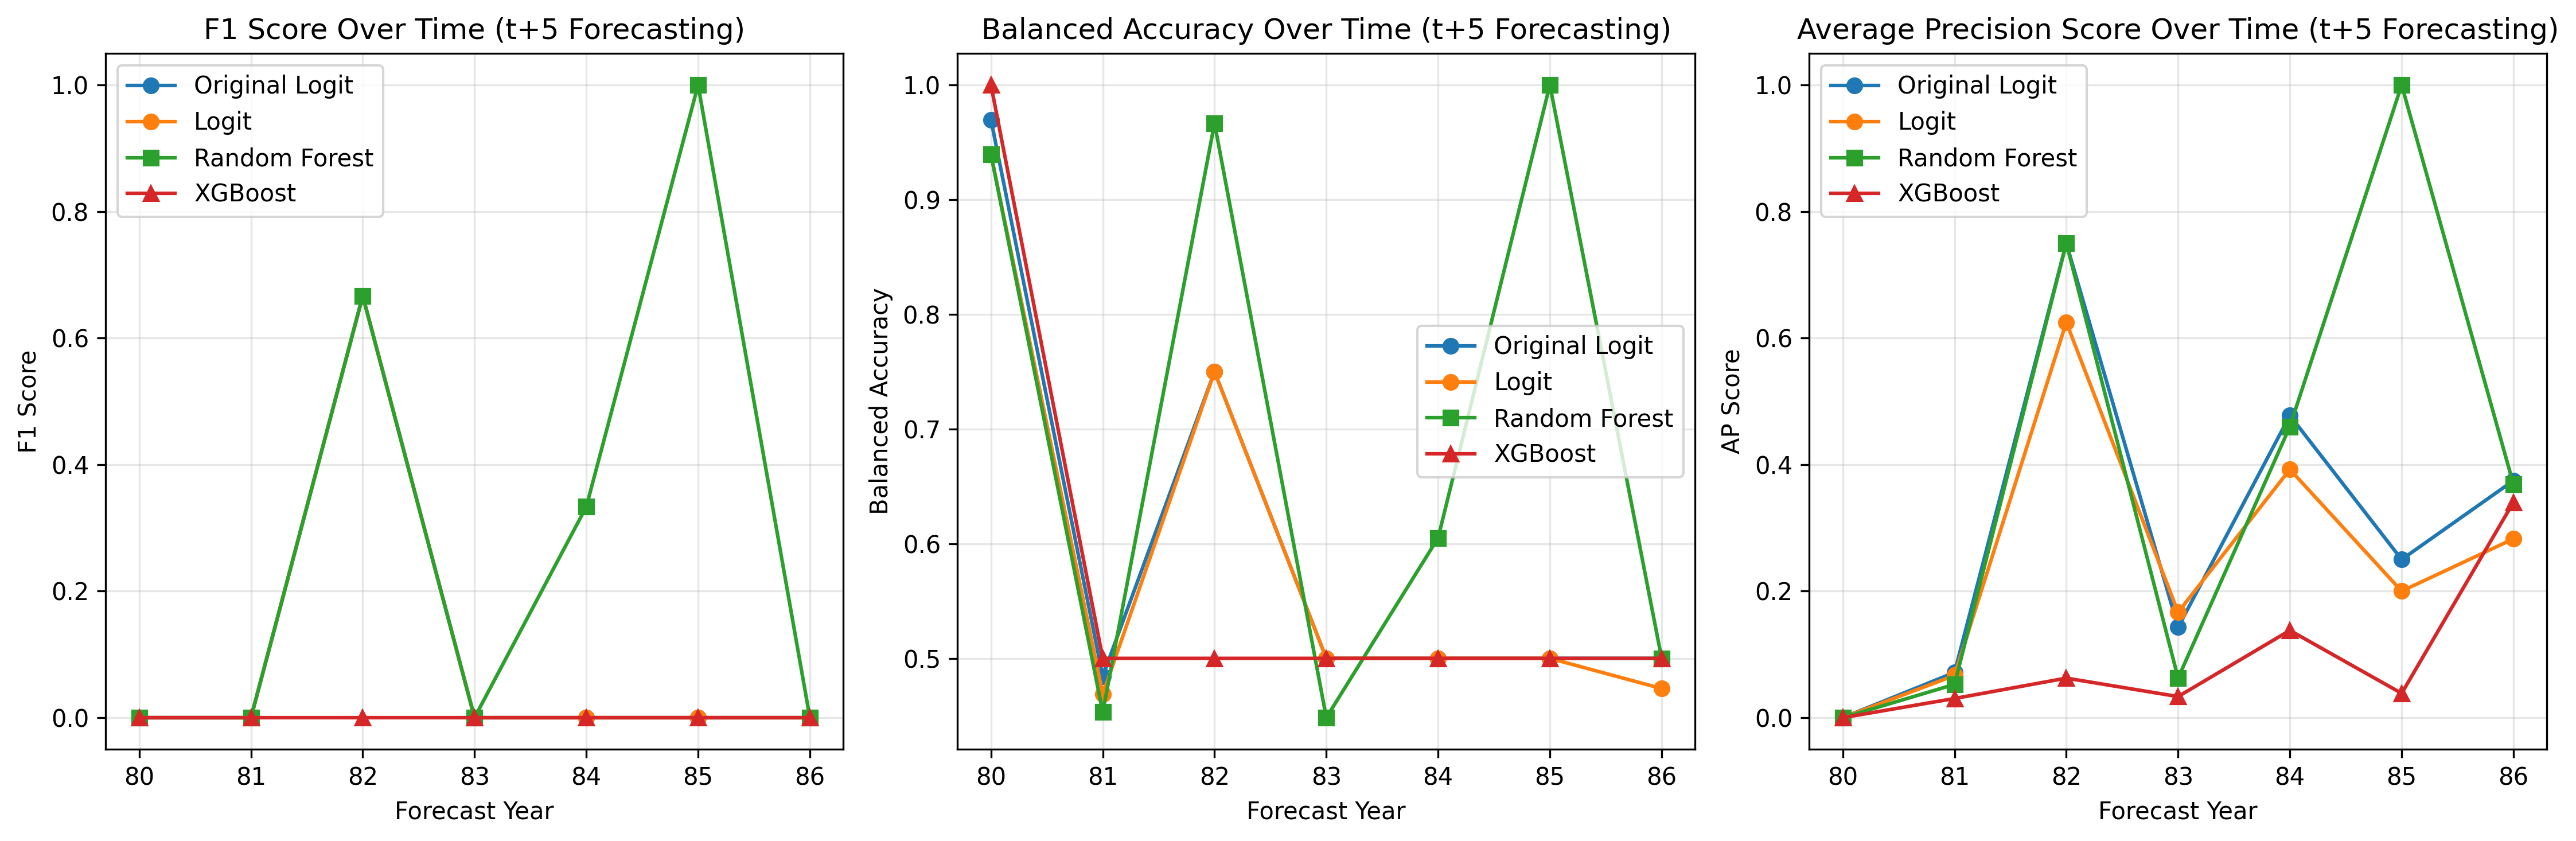 F1 Score Over Time (t+5 Forecasting)
F1 Score
1.0
0.8
0.6
0.4
0.2
0.0
Original Logit
Logit
Random Forest
XGBoost
80 81 82 83 84 85 86
Forecast Year
Balanced Accuracy Over Time (t+5 Forecasting)
Balanced Accuracy
1.0
0.9
0.8
0.7
0.6
0.5
Original Logit
Logit
Random Forest
XGBoost
80 81 82 83 84 85 86
Forecast Year
Average Precision Score Over Time (t+5 Forecasting)
AP Score
1.0
0.8
0.6
0.4
0.2
0.0
Original Logit
Logit
Random Forest
XGBoost
80 81 82 83 84 85 86
Forecast Year